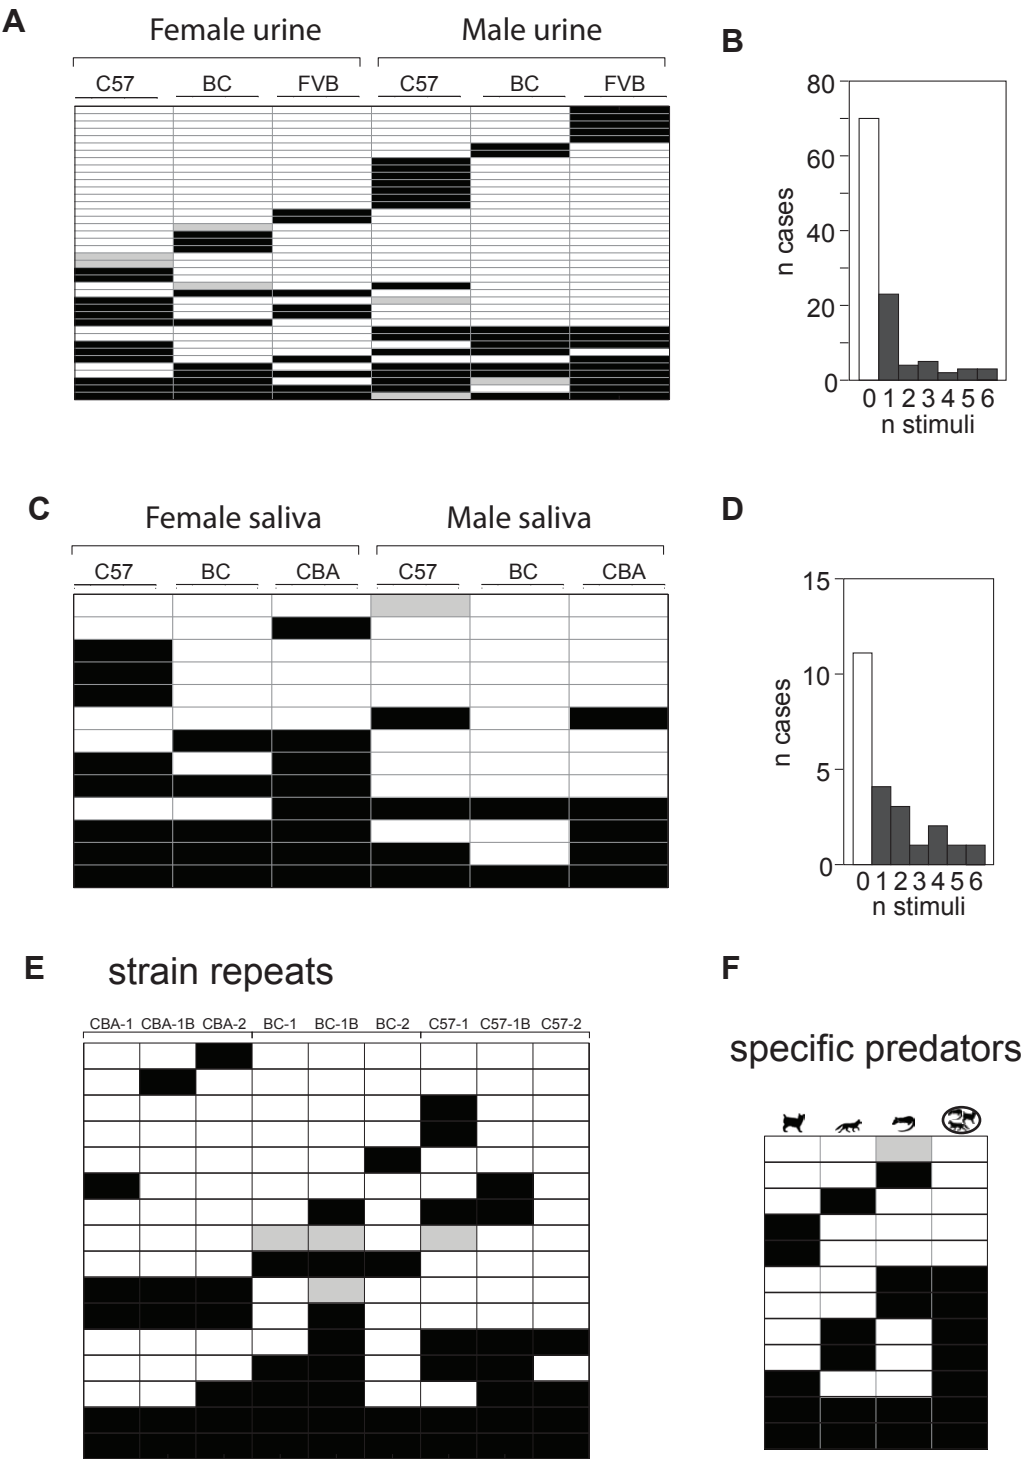 A
Female urine Male urine
C57 BC FVB C57 BC FVB
B
80
60
40
20
0
n cases
0 1 2 3 4 5 6
n stimuli
C
Female saliva Male saliva
C57 BC CBA C57 BC CBA
D
15
10
5
0
n cases
0 1 2 3 4 5 6
n stimuli
E strain repeats
CBA-1 CBA-1B CBA-2 BC-1 BC-1B BC-2 C57-1 C57-1B C57-2
F
specific predators